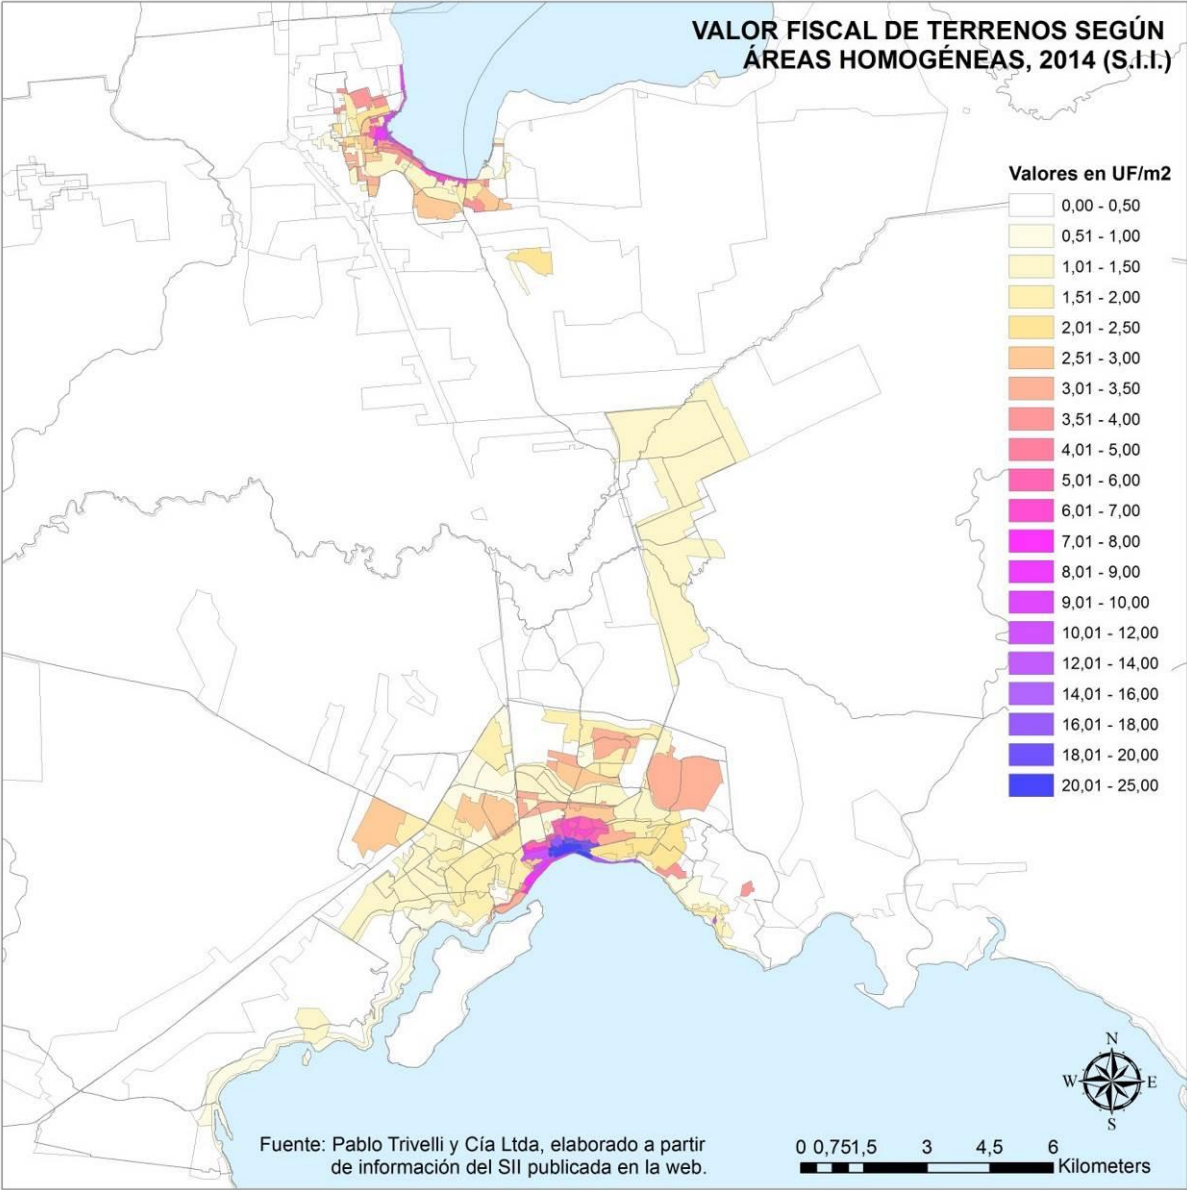 VALOR FISCAL DE TERRENOS SEGÚN
ÁREAS HOMOGÉNEAS, 2014 (S.I.I.)
Valores en UF/m2
0,00 - 0,50
0,51 - 1,00
1,01 - 1,50
1,51 - 2,00
2,01 - 2,50
2,51 - 3,00
3,01 - 3,50
3,51 - 4,00
4,01 - 5,00
5,01 - 6,00
6,01 - 7,00
7,01 - 8,00
8,01 - 9,00
9,01 - 10,00
10,01 - 12,00
12,01 - 14,00
14,01 - 16,00
16,01 - 18,00
18,01 - 20,00
20,01 - 25,00
N
W E
S
Fuente: Pablo Trivelli y Cía Ltda, elaborado a partir
de información del SII publicada en la web.
0 0,751,5 3 4,5 6
Kilometers